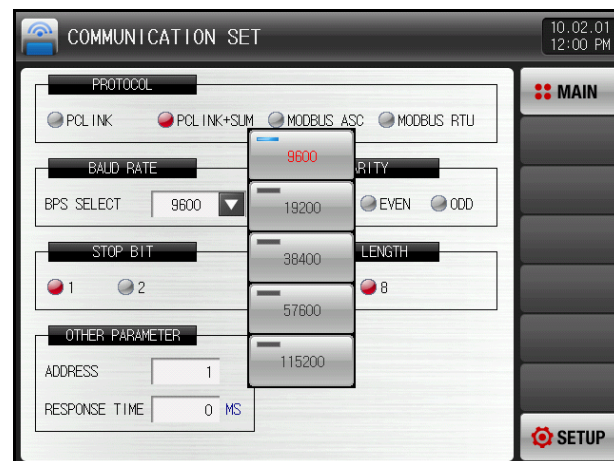 COMMUNICATION SET
10.02.01
12:00 PM
PROTOCOL
PCLINK PCLINK+SUM MODBUS ASC MODBUS RTU
MAIN
BAUD RATE
BPS SELECT 9600
EVEN ODD
9600
19200
38400
57600
115200
STOP BIT
LENGTH
1 2
8
OTHER PARAMETER
ADDRESS 1
RESPONSE TIME 0 MS
SETUP